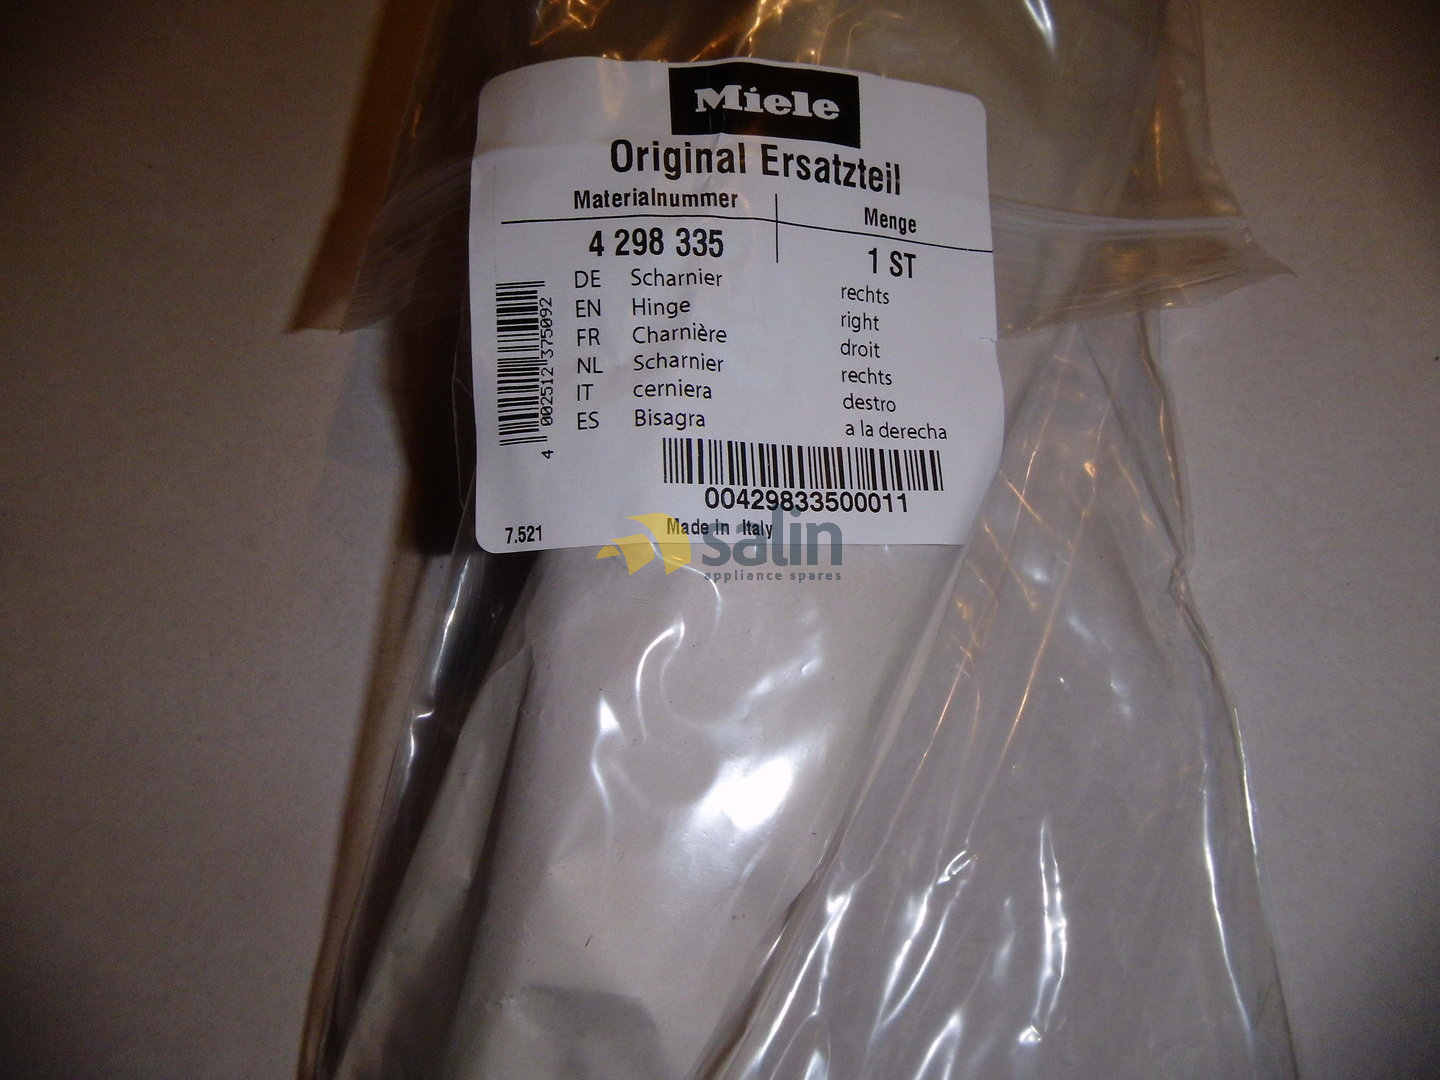 Miele
Original Ersatzteil
Materialnummer Menge
4 298 335 1 ST
DE Scharnier rechts
EN Hinge right
FR Charnière droit
NL Scharnier rechts
IT cerniera destro
ES Bisagra a la derecha
4 002512 375092
00429833500011
7.521 Made in Italy
salin
appliance spares